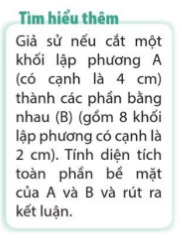 Tìm hiểu thêm
Giả sử nếu cắt một
khối lập phương A
(có cạnh là 4 cm)
thành các phần bằng
nhau (B) (gồm 8 khối
lập phương có cạnh là
2 cm). Tính diện tích
toàn phần bề mặt
của A và B và rút ra
kết luận.